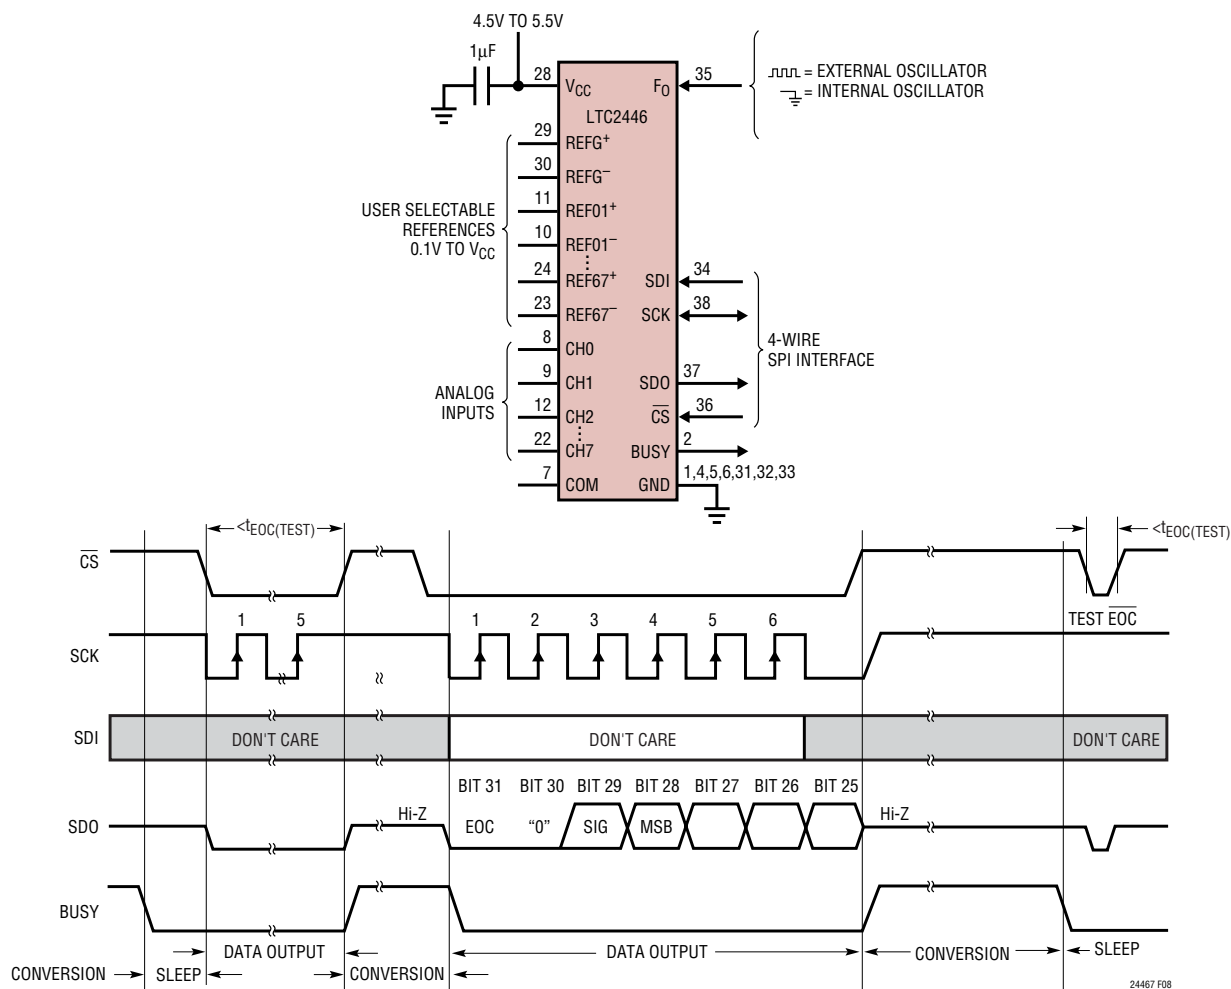 4.5V TO 5.5V
1µF
28
VCC
FO
35
= EXTERNAL OSCILLATOR
= INTERNAL OSCILLATOR
LTC2446
29
REFG+
30
REFG–
11
REF01+
10
REF01–
24
REF67+
23
REF67–
USER SELECTABLE
REFERENCES
0.1V TO VCC
8
CH0
9
CH1
12
CH2
22
CH7
7
COM
ANALOG
INPUTS
SDI
34
SCK
38
SDO
37
CS
36
BUSY
2
GND
1,4,5,6,31,32,33
4-WIRE
SPI INTERFACE
<tEOC(TEST)
<tEOC(TEST)
CS
TEST EOC
SCK
1
5
1
2
3
4
5
6
SDI
DON'T CARE
DON'T CARE
DON'T CARE
BIT 31
BIT 30
BIT 29
BIT 28
BIT 27
BIT 26
BIT 25
SDO
Hi-Z
EOC
"0"
SIG
MSB
Hi-Z
BUSY
DATA OUTPUT
DATA OUTPUT
CONVERSION
SLEEP
CONVERSION
SLEEP
CONVERSION
24467 F08